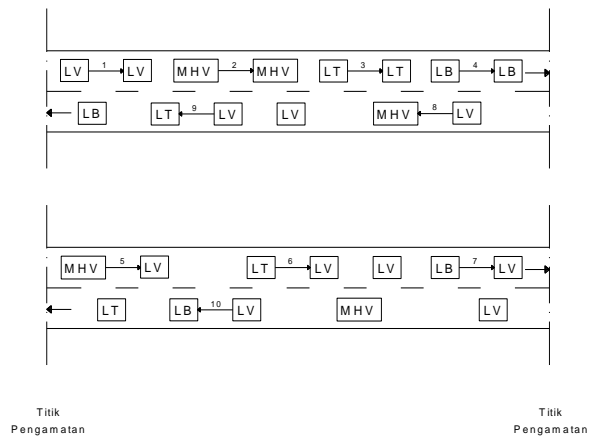 LV 1 LV MHV 2 MHV LT 3 LT LB 4 LB
LB LT 9 LV LV MHV 8 LV
MHV 5 LV LT 6 LV LV LB 7 LV
LT LB 10 LV MHV LV
Titik Titik
Pengamatan Pengamatan